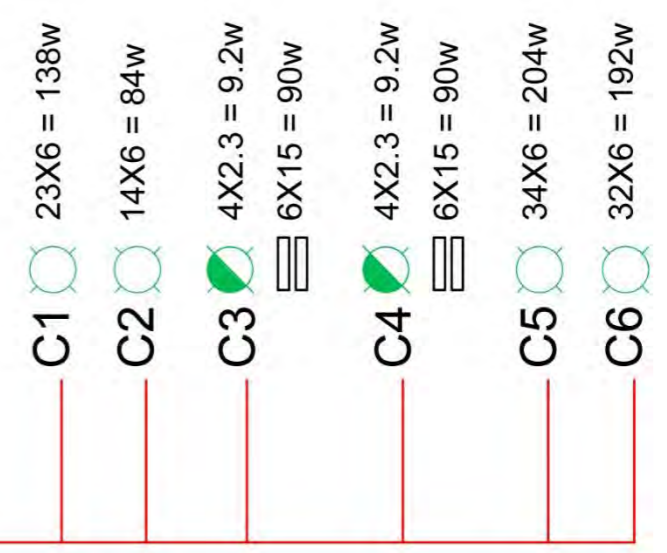 C1 23X6 = 138w
C2 14X6 = 84w
C3 4X2.3 = 9.2w
6X15 = 90w
C4 4X2.3 = 9.2w
6X15 = 90w
C5 34X6 = 204w
C6 32X6 = 192w